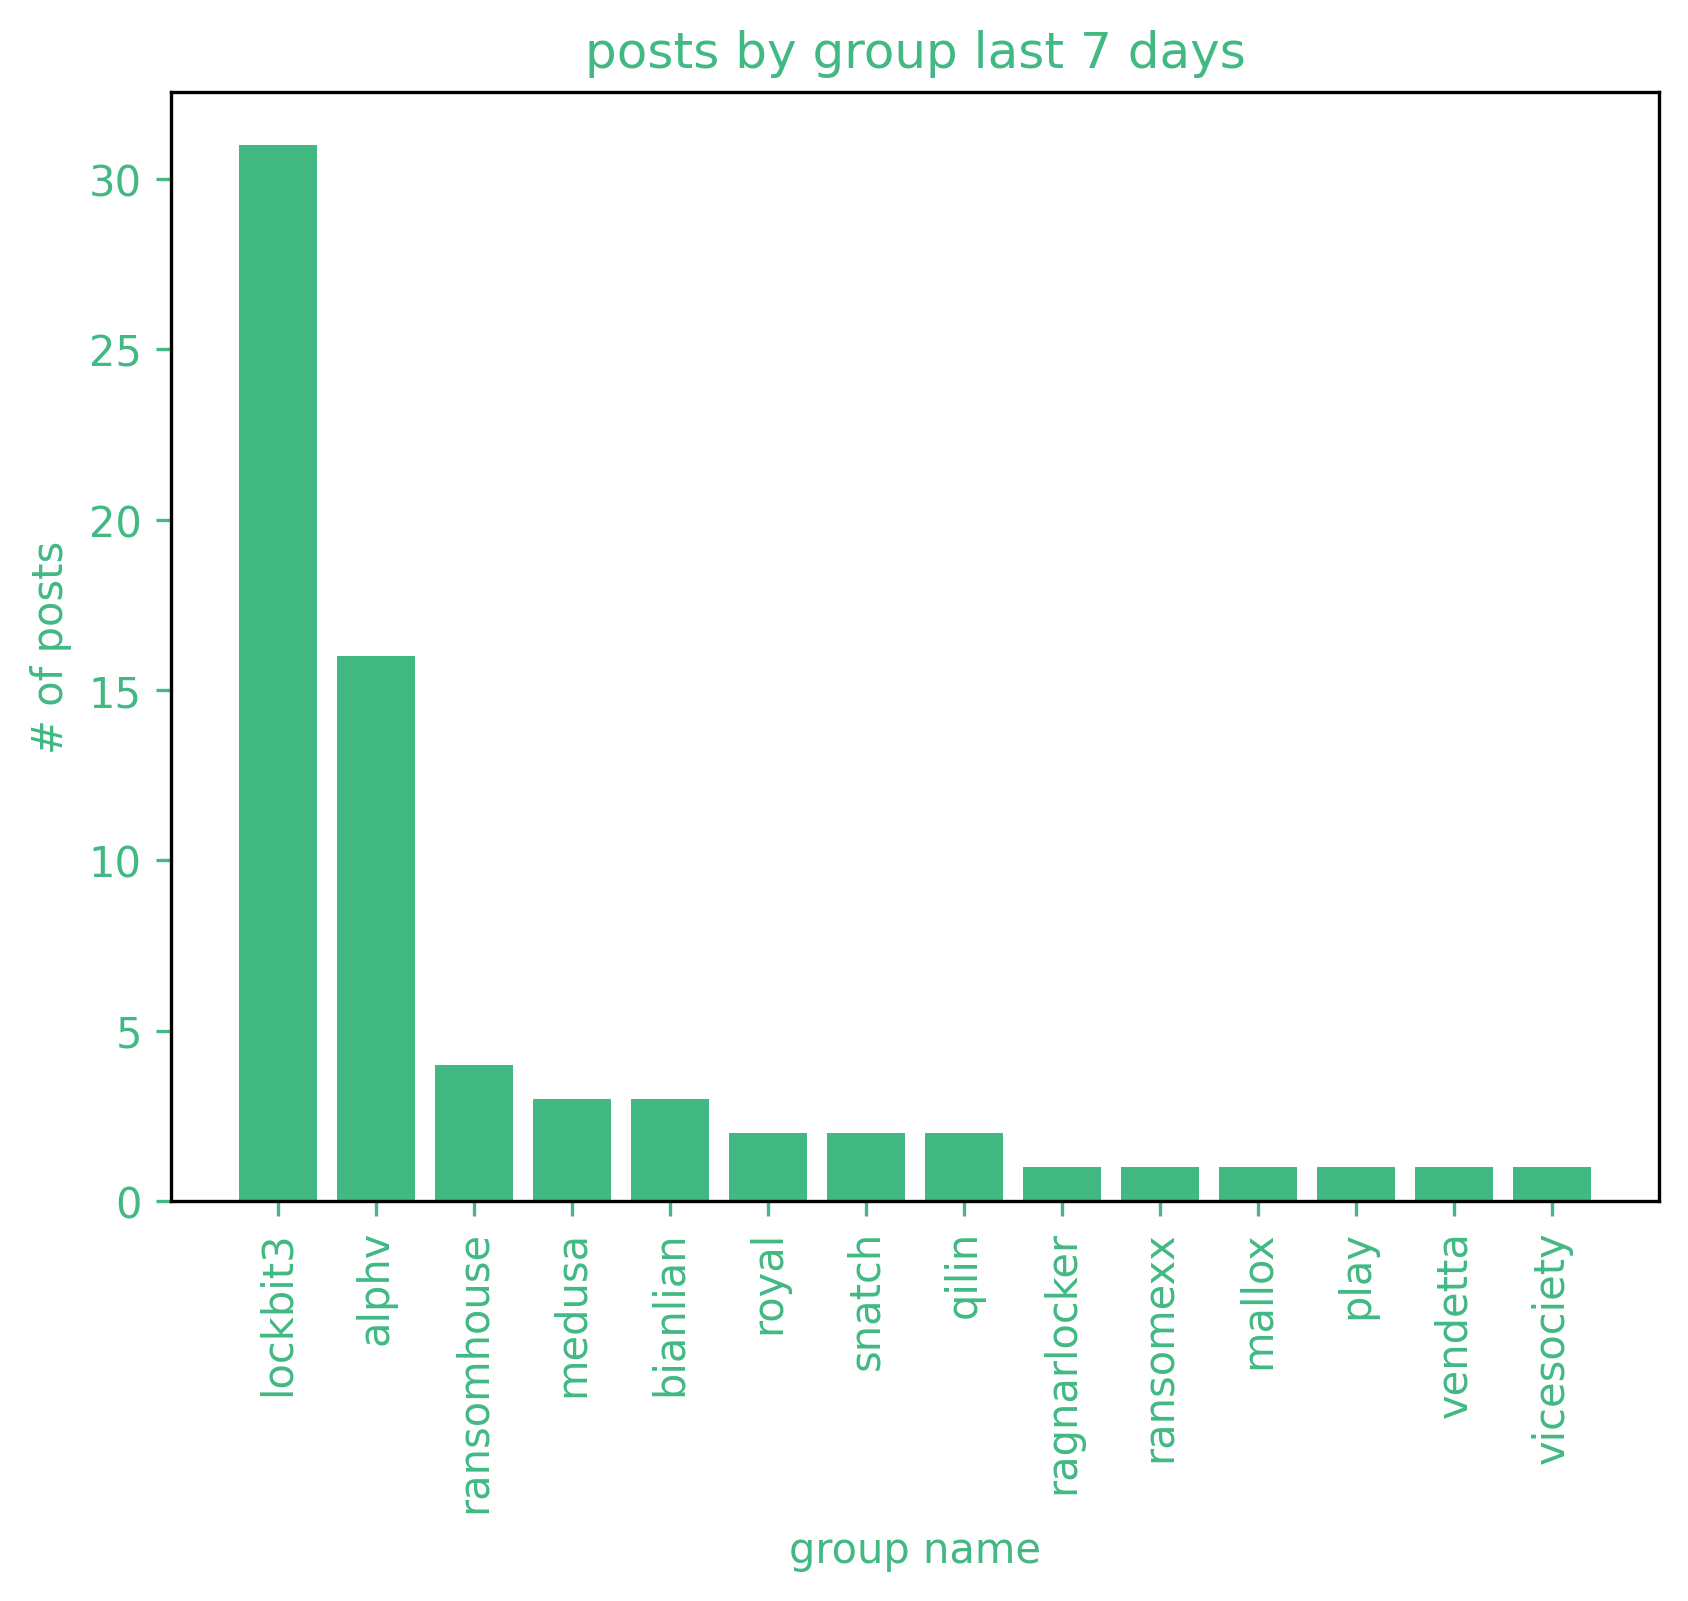 posts by group last 7 days
# of posts
30
25
20
15
10
5
0
lockbit3
alphv
ransomhouse
medusa
bianlian
royal
snatch
qilin
ragnarlocker
ransomexx
mallox
play
vendetta
vicesociety
group name